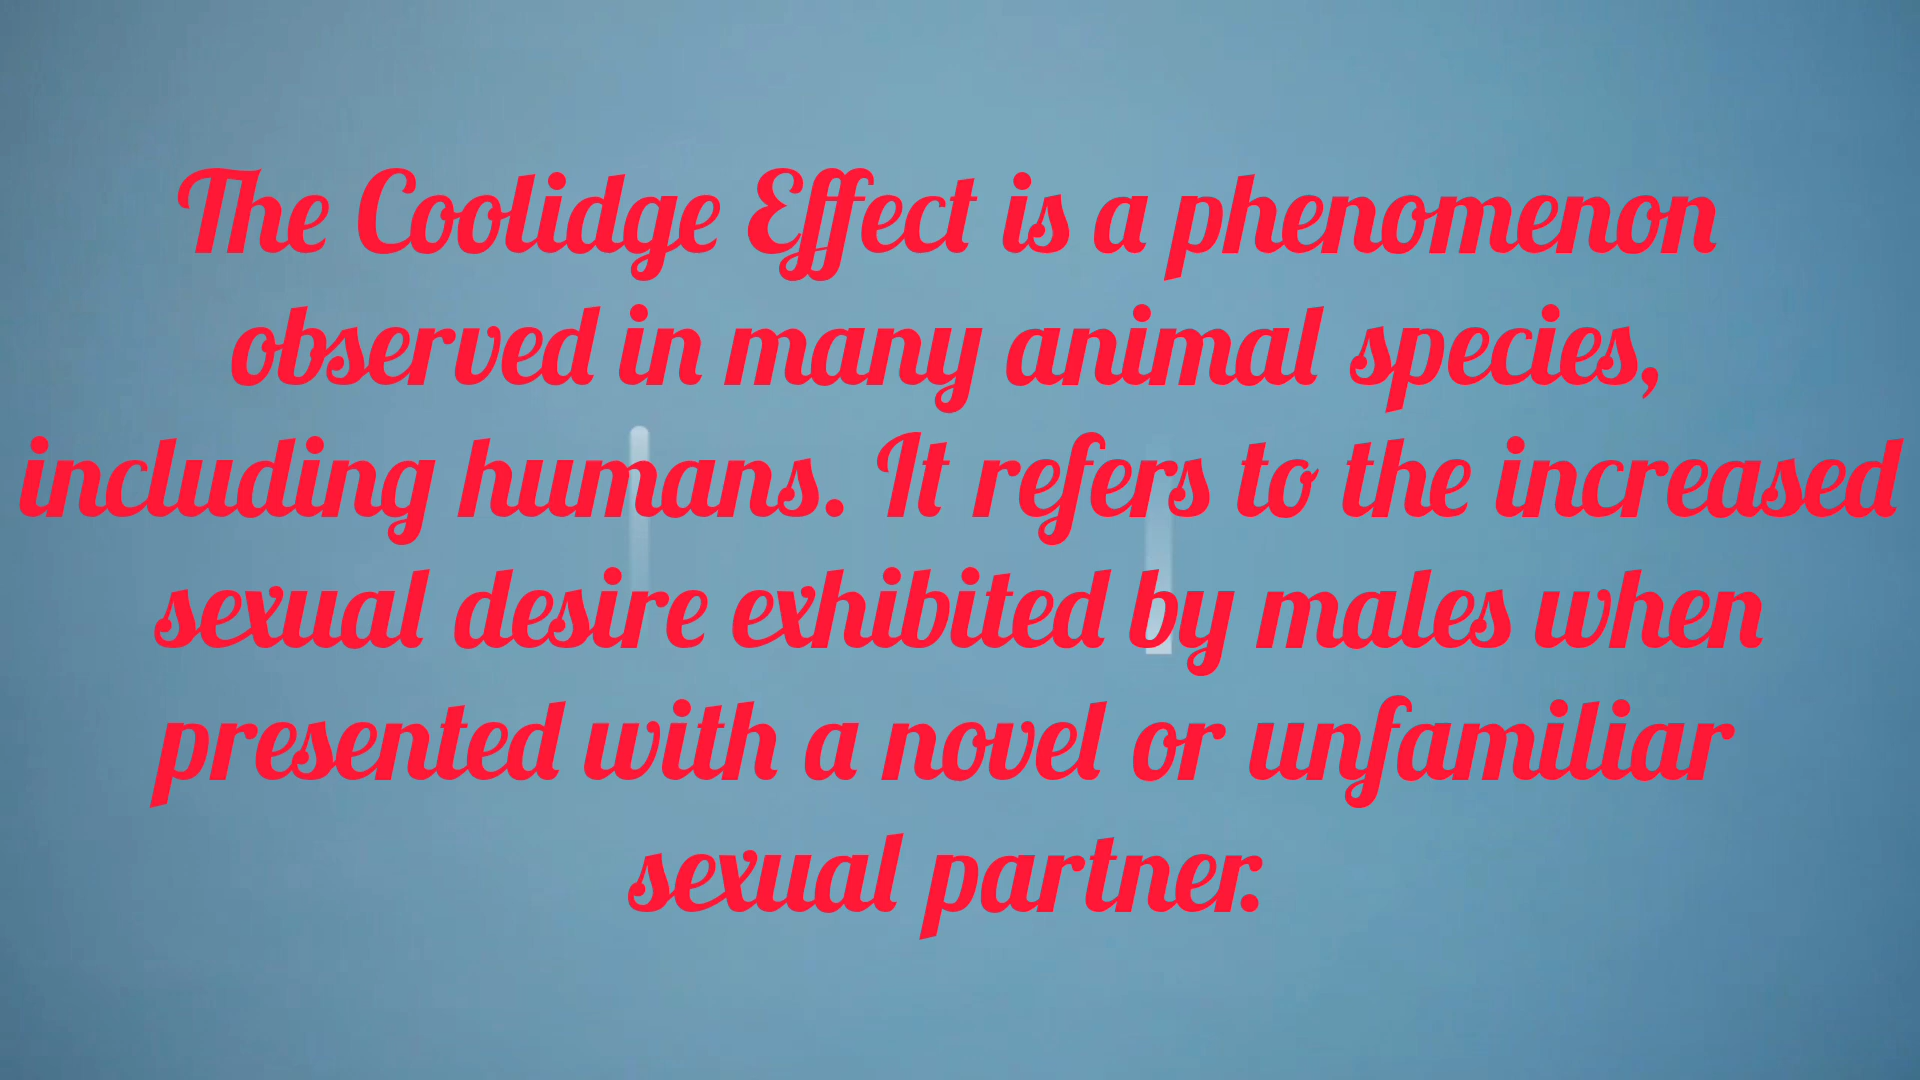 The Coolidge Effect is a phenomenon
observed in many animal species,
including humans. It refers to the increased
sexual desire exhibited by males when
presented with a novel or unfamiliar
sexual partner.